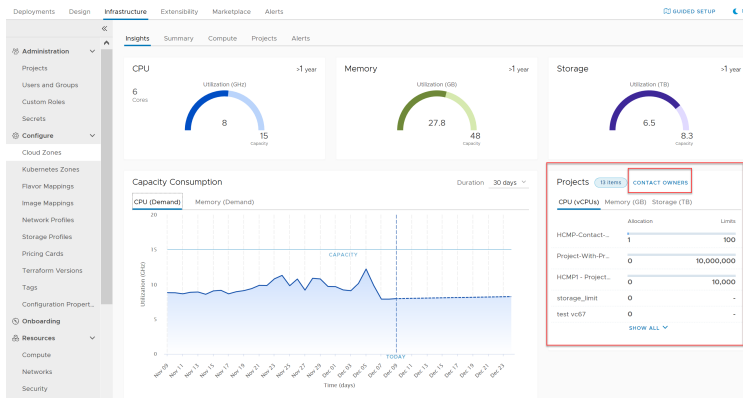 Deployments Design Infrastructure Extensibility Marketplace Alerts GUIDED SETUP
«
Insights Summary Compute Projects Alerts
Administration
Projects
Users and Groups
Custom Roles
Secrets
Configure
Cloud Zones
Kubernetes Zones
Flavor Mappings
Image Mappings
Network Profiles
Storage Profiles
Pricing Cards
Terraform Versions
Tags
Configuration Propert...
Onboarding
Resources
Compute
Networks
Security
CPU >1 year
6
Cores
Utilization (GHz)
8
15
Capacity
Memory >1 year
Utilization (GB)
27.8
48
Capacity
Storage >1 year
Utilization (TB)
6.5
8.3
Capacity
Capacity Consumption Duration 30 days
CPU (Demand) Memory (Demand)
Utilization (GHz)
20
15
10
5
0
CAPACITY
TODAY
Nov 09 Nov 11 Nov 13 Nov 15 Nov 17 Nov 19 Nov 21 Nov 23 Nov 25 Nov 27 Nov 29 Dec 01 Dec 03 Dec 05 Dec 07 Dec 09 Dec 11 Dec 13 Dec 15 Dec 17 Dec 19 Dec 21 Dec 23
Time (days)
Projects 13 items CONTACT OWNERS
CPU (vCPUs) Memory (GB) Storage (TB)
Allocation Limits
HCMP-Contact-... 1 100
Project-With-Pr... 0 10,000,000
HCMP1 - Project... 0 10,000
storage_limit 0 -
test vc67 0 -
SHOW ALL